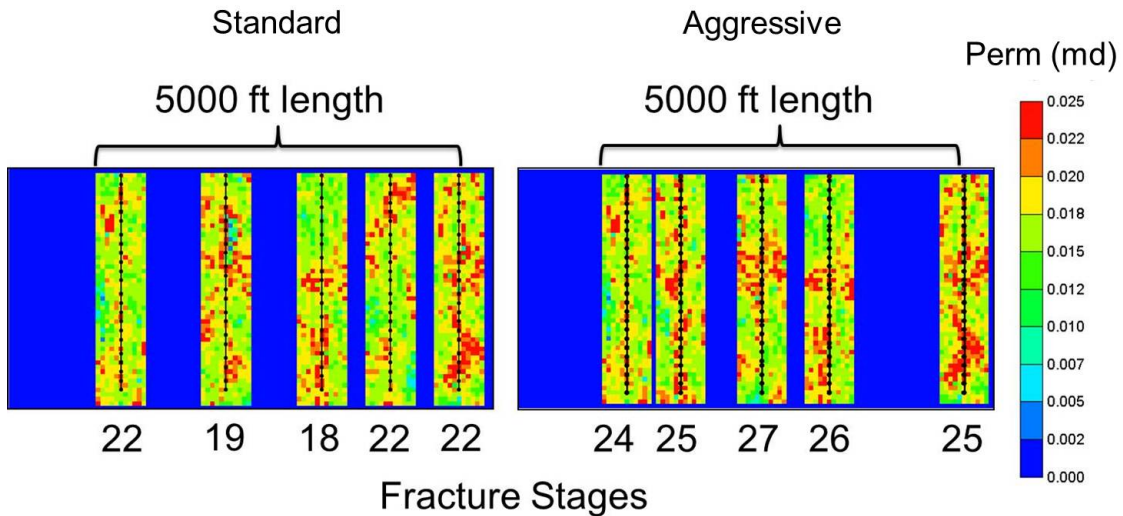 Standard
Aggressive
Perm (md)
5000 ft length
5000 ft length
0.025
0.022
0.020
0.018
0.015
0.012
0.010
0.007
0.005
0.002
0.000
22 19 18 22 22
24 25 27 26 25
Fracture Stages